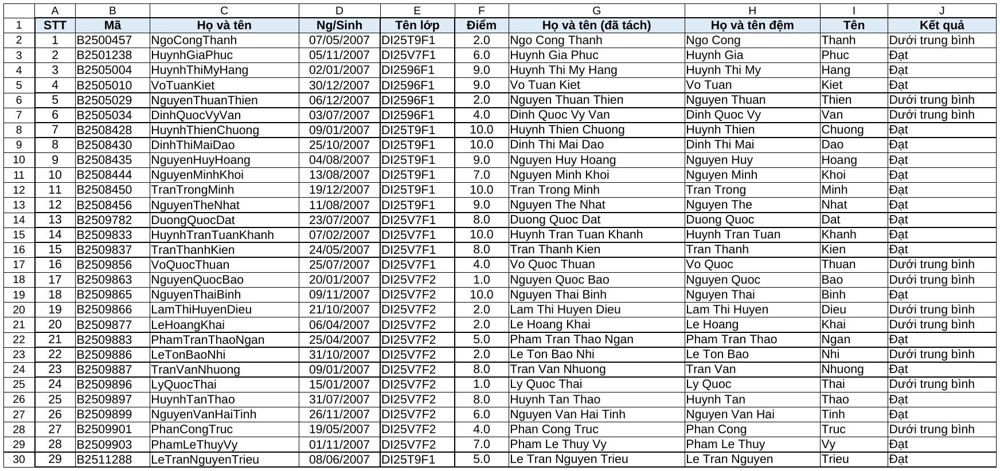 A B C D E F G H I J
1 STT Mã Họ và tên Ng/Sinh Tên lớp Điểm Họ và tên (đã tách) Họ và tên đệm Tên Kết quả
2 1 B2500457 NgoCongThanh 07/05/2007 DI25T9F1 2.0 Ngo Cong Thanh Ngo Cong Thanh Dưới trung bình
3 2 B2501238 HuynhGiaPhuc 05/11/2007 DI25V7F1 6.0 Huynh Gia Phuc Huynh Gia Phuc Đạt
4 3 B2505004 HuynhThiMyHang 02/01/2007 DI2596F1 9.0 Huynh Thi My Hang Huynh Thi My Hang Đạt
5 4 B2505010 VoTuanKiet 30/12/2007 DI2596F1 9.0 Vo Tuan Kiet Vo Tuan Kiet Đạt
6 5 B2505029 NguyenThuanThien 06/12/2007 DI2596F1 2.0 Nguyen Thuan Thien Nguyen Thuan Thien Dưới trung bình
7 6 B2505034 DinhQuocVyVan 03/07/2007 DI2596F1 4.0 Dinh Quoc Vy Van Dinh Quoc Vy Van Dưới trung bình
8 7 B2508428 HuynhThienChuong 09/01/2007 DI25T9F1 10.0 Huynh Thien Chuong Huynh Thien Chuong Đạt
9 8 B2508430 DinhThiMaiDao 25/10/2007 DI25T9F1 10.0 Dinh Thi Mai Dao Dinh Thi Mai Dao Đạt
10 9 B2508435 NguyenHuyHoang 04/08/2007 DI25T9F1 9.0 Nguyen Huy Hoang Nguyen Huy Hoang Đạt
11 10 B2508444 NguyenMinhKhoi 13/08/2007 DI25T9F1 7.0 Nguyen Minh Khoi Nguyen Minh Khoi Đạt
12 11 B2508450 TranTrongMinh 19/12/2007 DI25T9F1 10.0 Tran Trong Minh Tran Trong Minh Đạt
13 12 B2508456 NguyenTheNhat 11/08/2007 DI25T9F1 9.0 Nguyen The Nhat Nguyen The Nhat Đạt
14 13 B2509782 DuongQuocDat 23/07/2007 DI25V7F1 8.0 Duong Quoc Dat Duong Quoc Dat Đạt
15 14 B2509833 HuynhTranTuanKhanh 07/02/2007 DI25V7F1 10.0 Huynh Tran Tuan Khanh Huynh Tran Tuan Khanh Đạt
16 15 B2509837 TranThanhKien 24/05/2007 DI25V7F1 8.0 Tran Thanh Kien Tran Thanh Kien Đạt
17 16 B2509856 VoQuocThuan 25/07/2007 DI25V7F1 4.0 Vo Quoc Thuan Vo Quoc Thuan Dưới trung bình
18 17 B2509863 NguyenQuocBao 20/01/2007 DI25V7F2 1.0 Nguyen Quoc Bao Nguyen Quoc Bao Dưới trung bình
19 18 B2509865 NguyenThaiBinh 09/11/2007 DI25V7F2 10.0 Nguyen Thai Binh Nguyen Thai Binh Đạt
20 19 B2509866 LamThiHuyenDieu 21/10/2007 DI25V7F2 2.0 Lam Thi Huyen Dieu Lam Thi Huyen Dieu Dưới trung bình
21 20 B2509877 LeHoangKhai 06/04/2007 DI25V7F2 2.0 Le Hoang Khai Le Hoang Khai Dưới trung bình
22 21 B2509883 PhamTranThaoNgan 25/04/2007 DI25V7F2 5.0 Pham Tran Thao Ngan Pham Tran Thao Ngan Đạt
23 22 B2509886 LeTonBaoNhi 31/10/2007 DI25V7F2 2.0 Le Ton Bao Nhi Le Ton Bao Nhi Dưới trung bình
24 23 B2509887 TranVanNhuong 09/01/2007 DI25V7F2 8.0 Tran Van Nhuong Tran Van Nhuong Đạt
25 24 B2509896 LyQuocThai 15/01/2007 DI25V7F2 1.0 Ly Quoc Thai Ly Quoc Thai Dưới trung bình
26 25 B2509897 HuynhTanThao 31/07/2007 DI25V7F2 8.0 Huynh Tan Thao Huynh Tan Thao Đạt
27 26 B2509899 NguyenVanHaiTinh 26/11/2007 DI25V7F2 6.0 Nguyen Van Hai Tinh Nguyen Van Hai Tinh Đạt
28 27 B2509901 PhanCongTruc 19/05/2007 DI25V7F2 4.0 Phan Cong Truc Phan Cong Truc Dưới trung bình
29 28 B2509903 PhamLeThuyVy 01/11/2007 DI25V7F2 7.0 Pham Le Thuy Vy Pham Le Thuy Vy Đạt
30 29 B2511288 LeTranNguyenTrieu 08/06/2007 DI25T9F1 5.0 Le Tran Nguyen Trieu Le Tran Nguyen Trieu Đạt